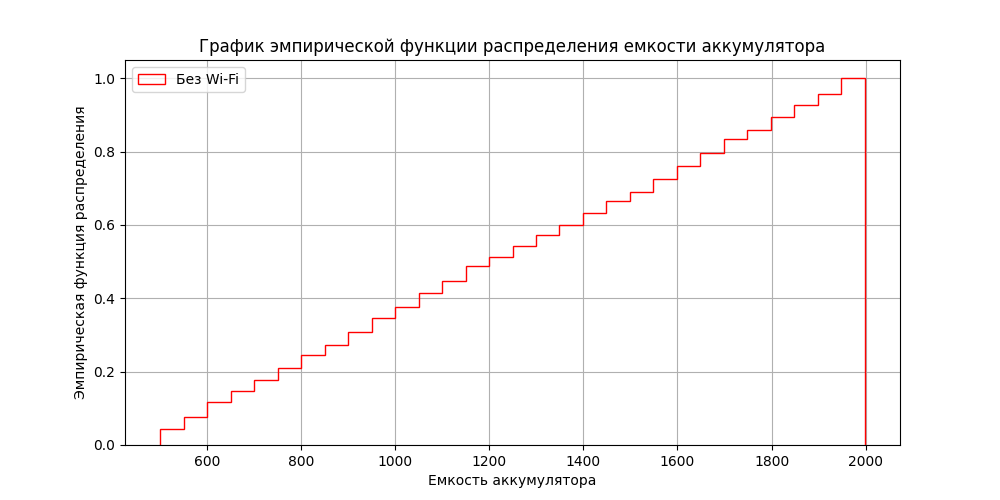 График эмпирической функции распределения емкости аккумулятора
Без Wi-Fi
Эмпирическая функция распределения
1.0
0.8
0.6
0.4
0.2
0.0
600 800 1000 1200 1400 1600 1800 2000
Емкость аккумулятора